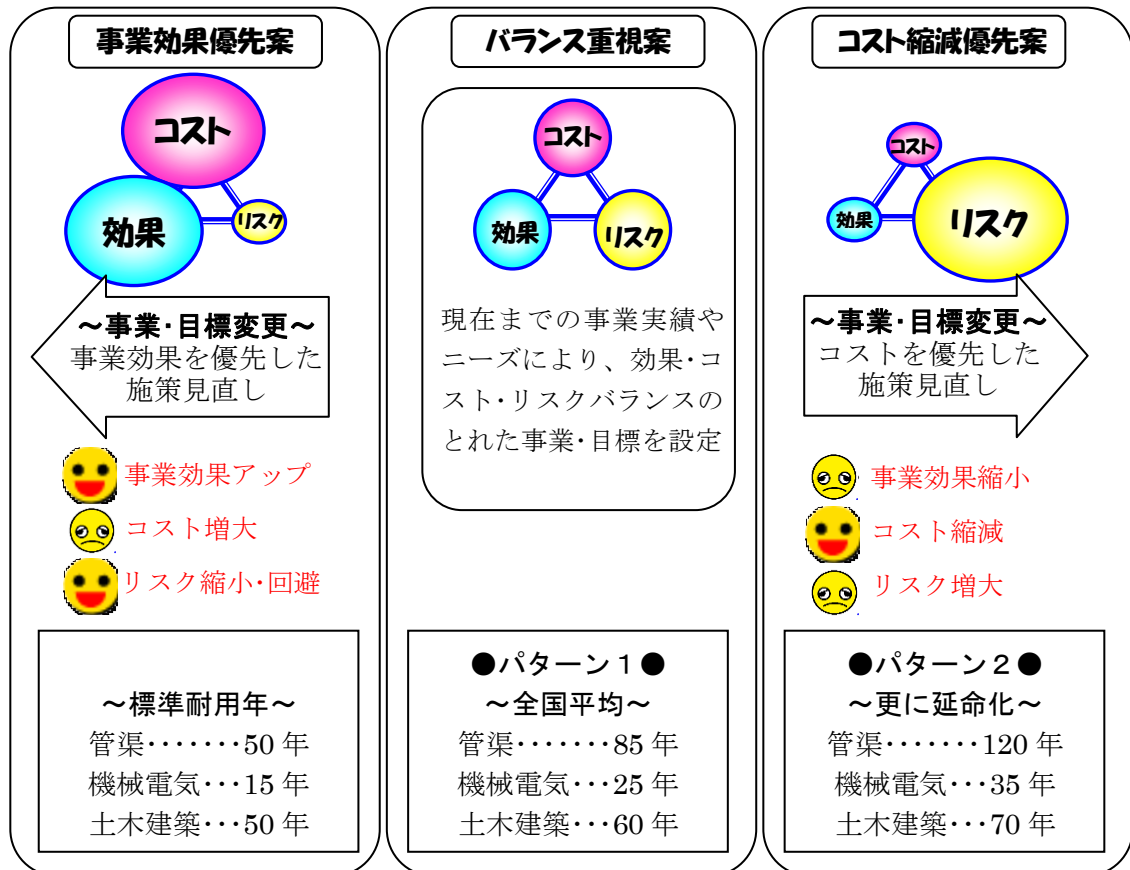 事業効果優先案
コスト
効果
リスク
～事業・目標変更～
事業効果を優先した
施策見直し
事業効果アップ
コスト増大
リスク縮小・回避
～標準耐用年～
管渠・・・・・・・50 年
機械電気・・・15 年
土木建築・・・50 年
バランス重視案
コスト
効果
リスク
現在までの事業実績や
ニーズにより、効果・コ
スト・リスクバランスの
とれた事業・目標を設定
●パターン１●
～全国平均～
管渠・・・・・・・85 年
機械電気・・・25 年
土木建築・・・60 年
コスト縮減優先案
コスト
効果
リスク
～事業・目標変更～
コストを優先した
施策見直し
事業効果縮小
コスト縮減
リスク増大
●パターン２●
～更に延命化～
管渠・・・・・・・120 年
機械電気・・・35 年
土木建築・・・70 年